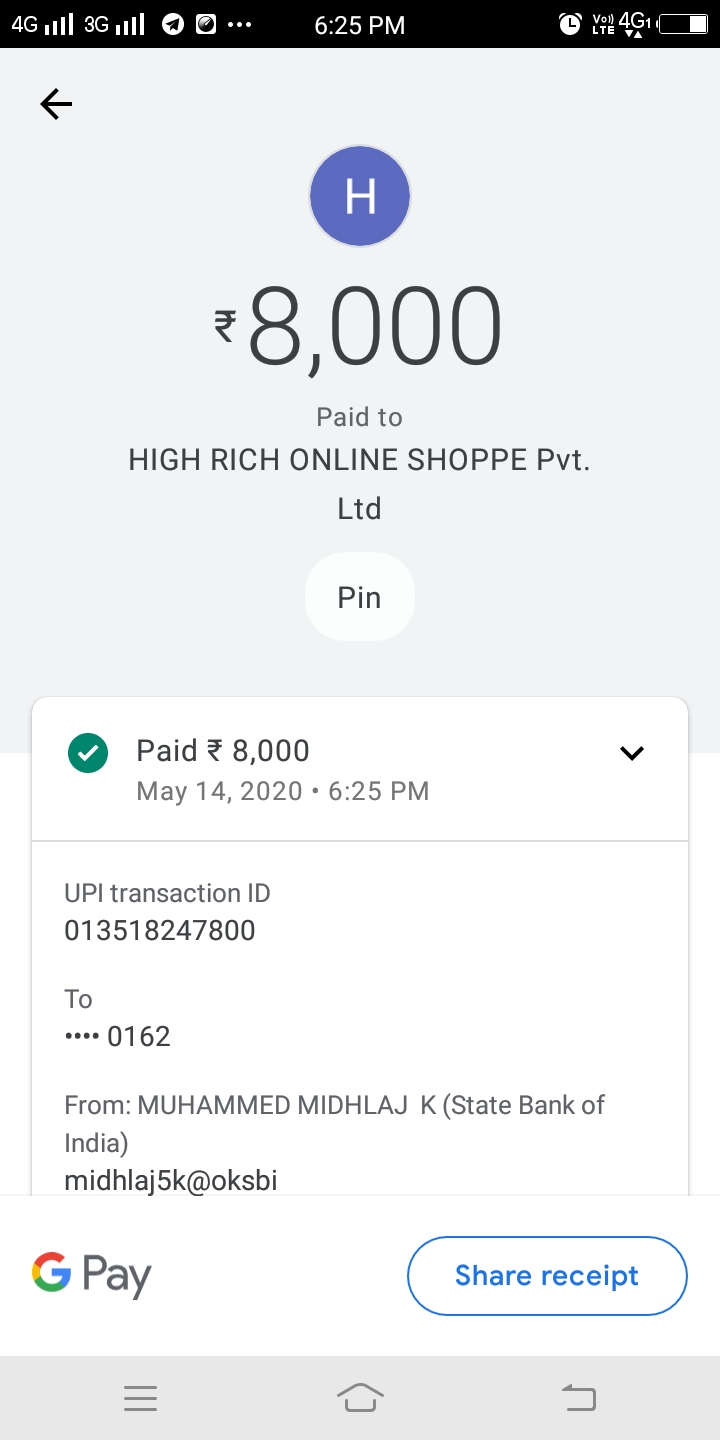 4G 3G ••• 6:25 PM Vo)) LTE 4G1
H
₹8,000
Paid to
HIGH RICH ONLINE SHOPPE Pvt.
Ltd
Pin
Paid ₹ 8,000
May 14, 2020 • 6:25 PM
UPI transaction ID
013518247800
To
•••• 0162
From: MUHAMMED MIDHLAJ K (State Bank of
India)
midhlaj5k@oksbi
G Pay
Share receipt